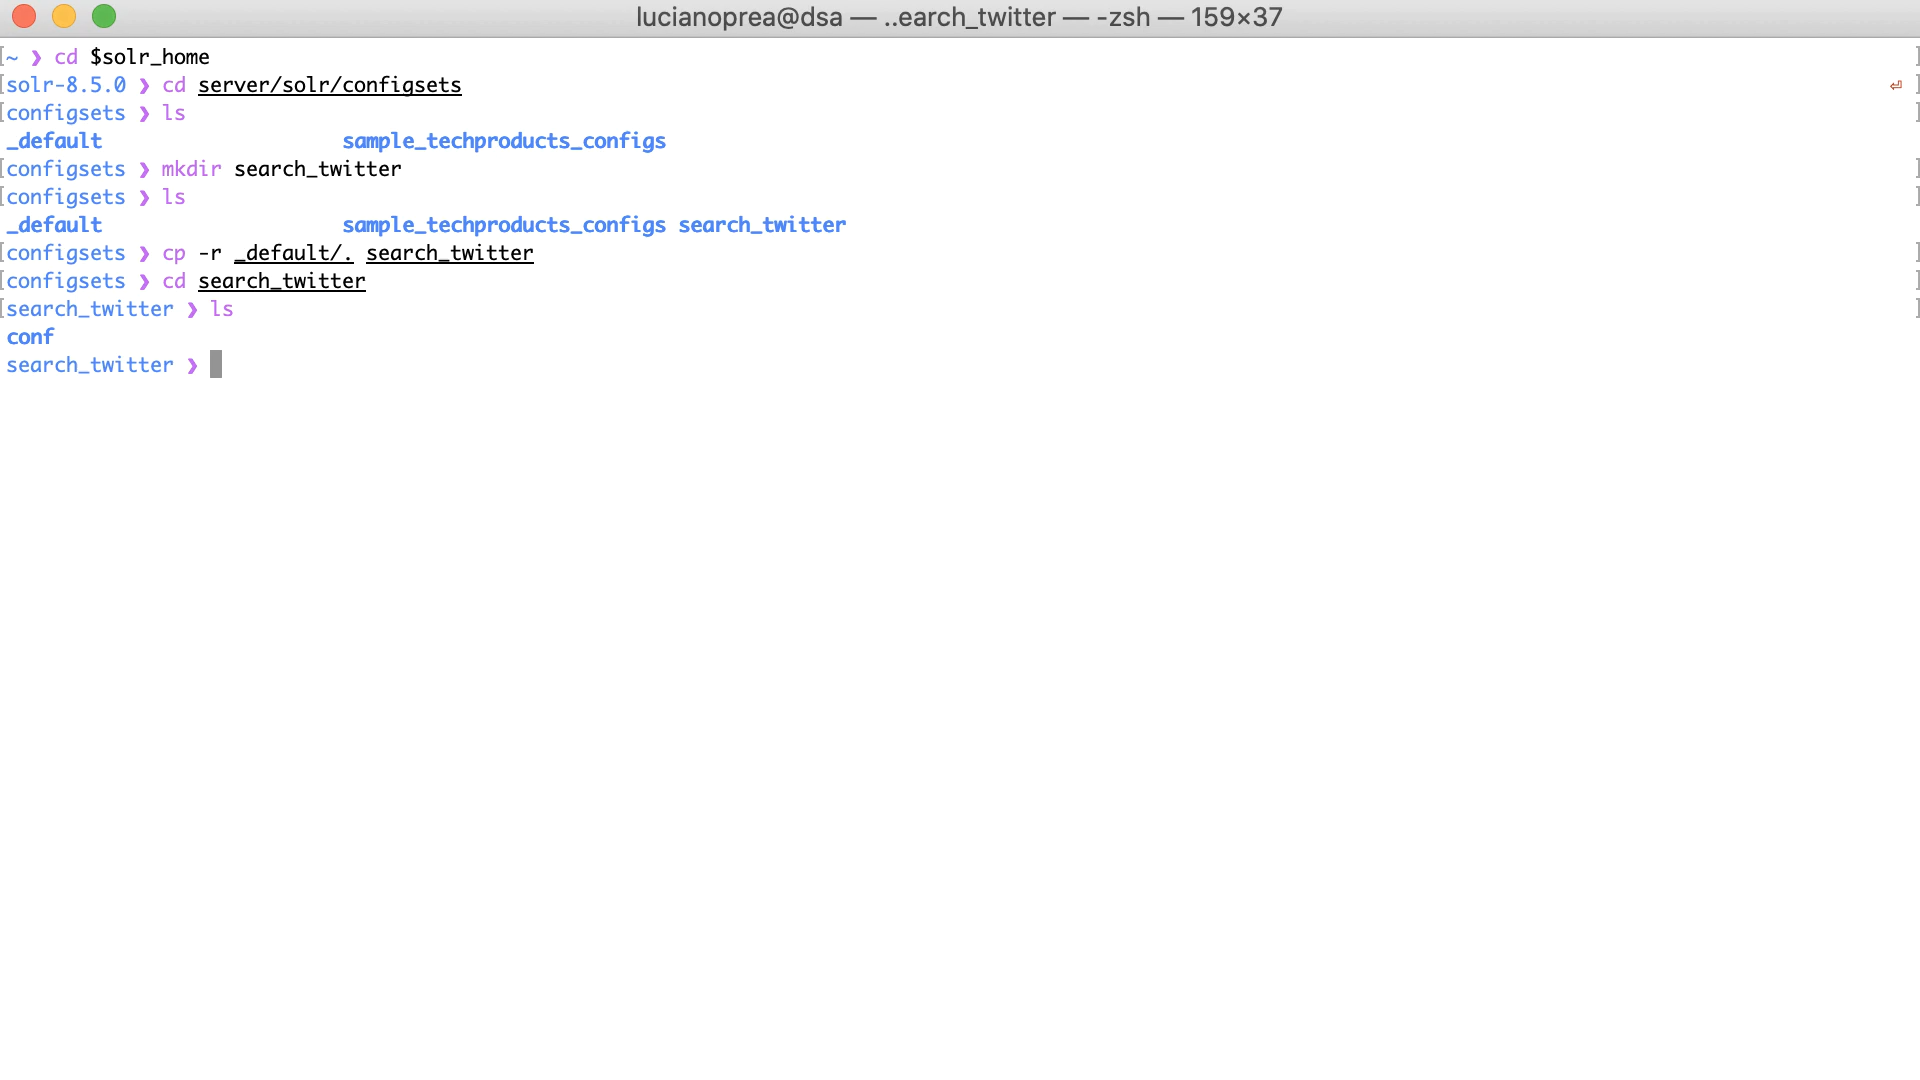 lucianoprea@dsa — ..earch_twitter — -zsh — 159×37
[~ ❯ cd $solr_home ]
[solr-8.5.0 ❯ cd server/solr/configsets ⏎ ]
[configsets ❯ ls ]
_default sample_techproducts_configs
[configsets ❯ mkdir search_twitter ]
[configsets ❯ ls ]
_default sample_techproducts_configs search_twitter
[configsets ❯ cp -r _default/. search_twitter ]
[configsets ❯ cd search_twitter ]
[search_twitter ❯ ls ]
conf
search_twitter ❯